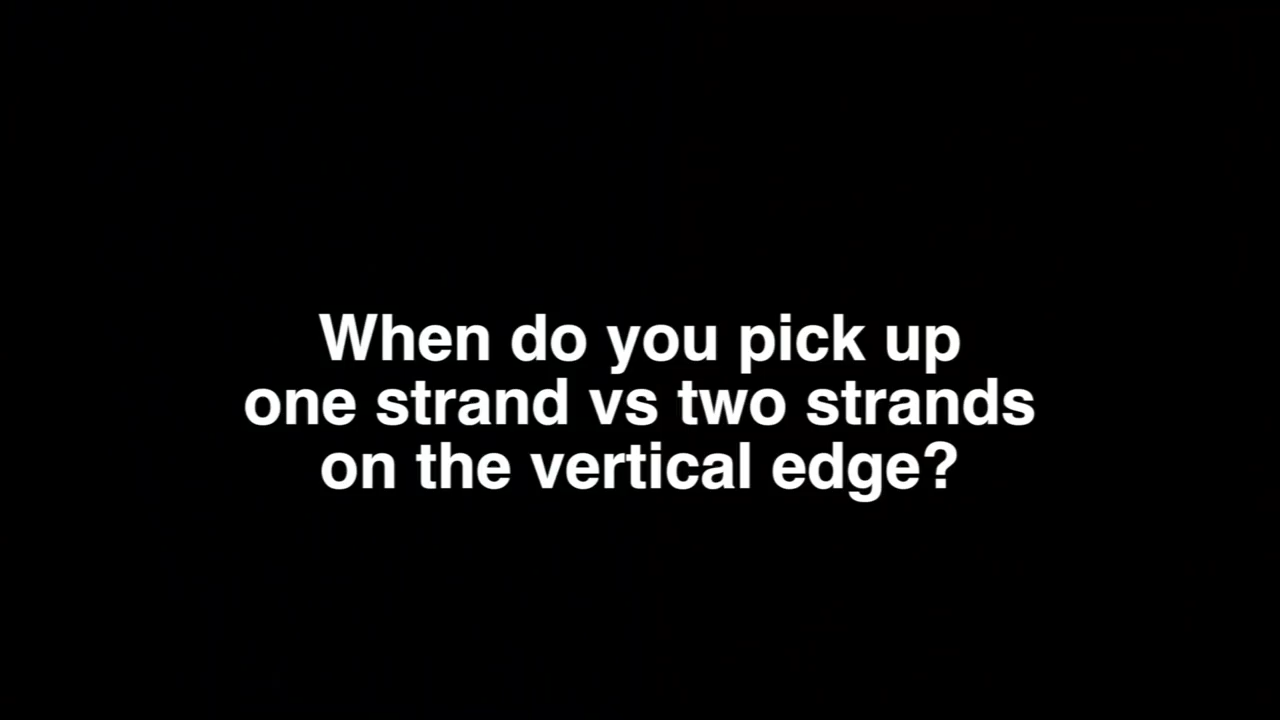 When do you pick up
one strand vs two strands
on the vertical edge?